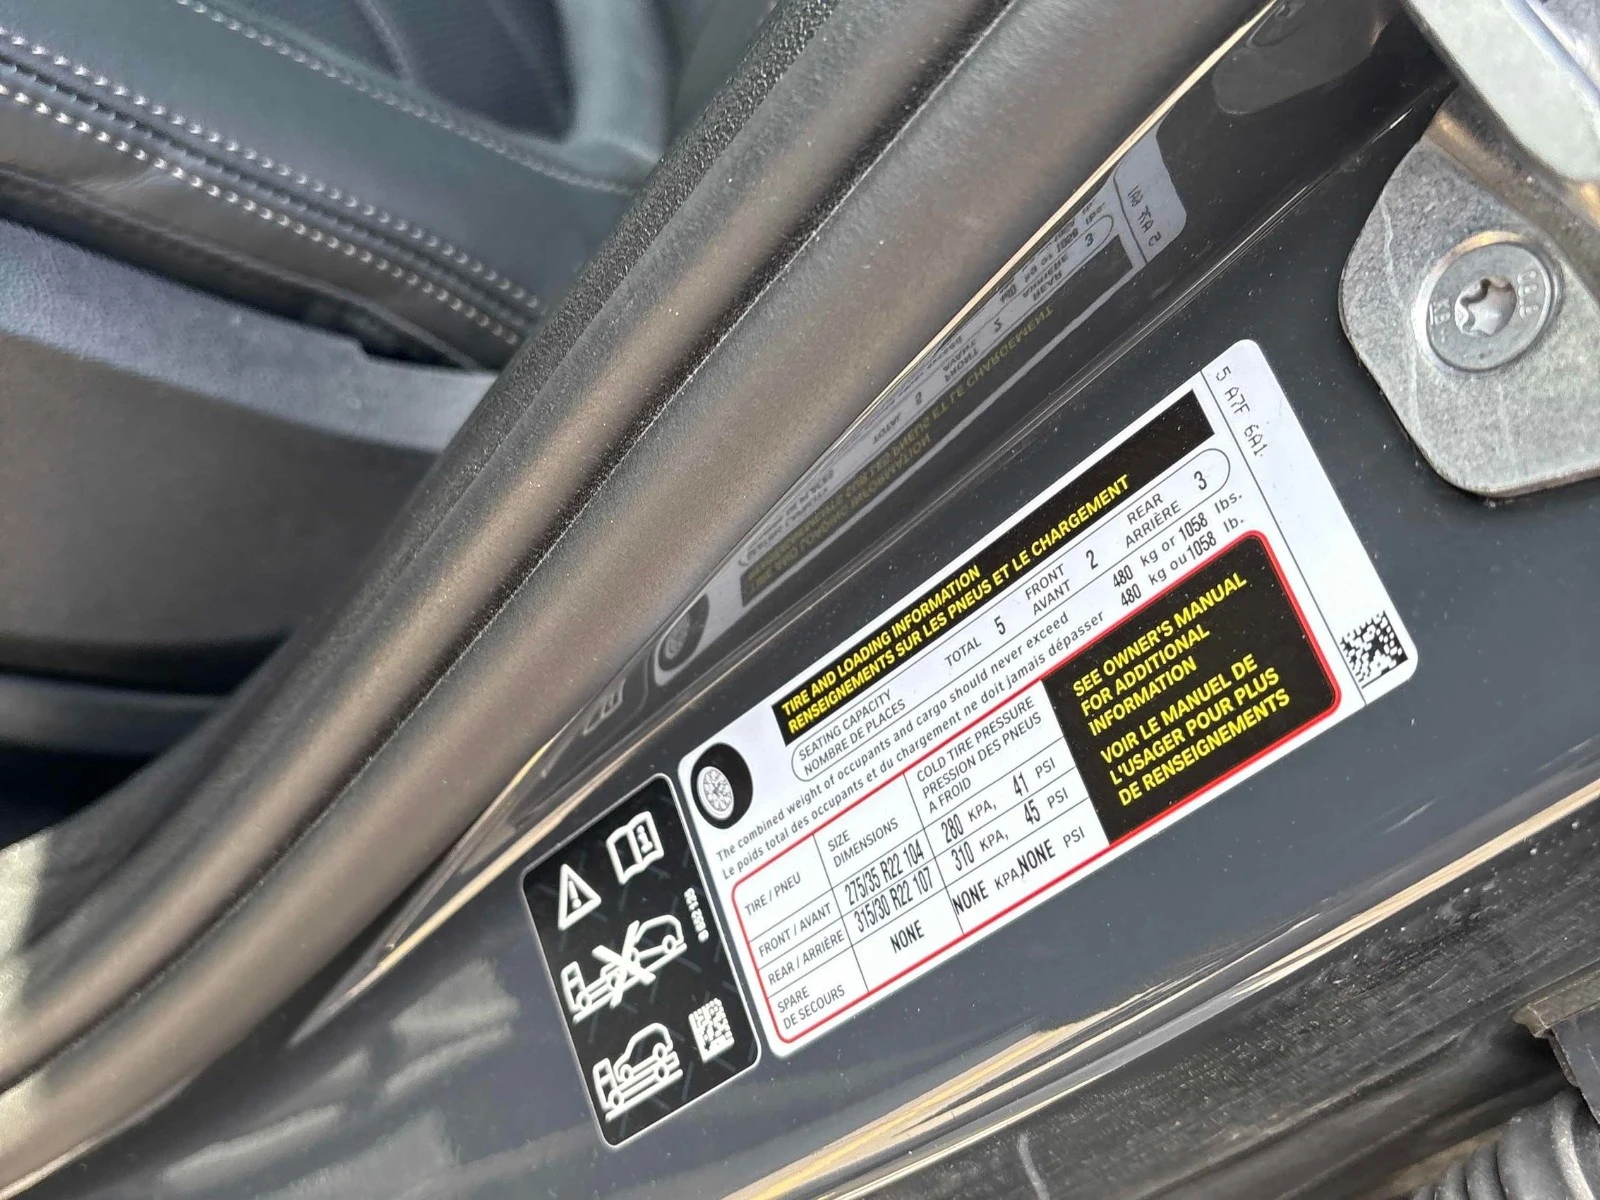 5 A7F 6A1
TIRE AND LOADING INFORMATION
RENSEIGNEMENTS SUR LES PNEUS ET LE CHARGEMENT
SEATING CAPACITY
NOMBRE DE PLACES
TOTAL 5
FRONT
AVANT
2
REAR
ARRIÈRE
3
The combined weight of occupants and cargo should never exceed 480 kg or 1058 lbs.
Le poids total des occupants et du chargement ne doit jamais dépasser 480 kg ou 1058 lb.
TIRE / PNEU
SIZE
DIMENSIONS
COLD TIRE PRESSURE
PRESSION DES PNEUS
A FROID
FRONT / AVANT 275/35 R22 104 280 KPA, 41 PSI
REAR / ARRIÈRE 315/30 R22 107 310 KPA, 45 PSI
SPARE
DE SECOURS
NONE NONE KPA, NONE PSI
SEE OWNER'S MANUAL
FOR ADDITIONAL
INFORMATION
VOIR LE MANUEL DE
L'USAGER POUR PLUS
DE RENSEIGNEMENTS